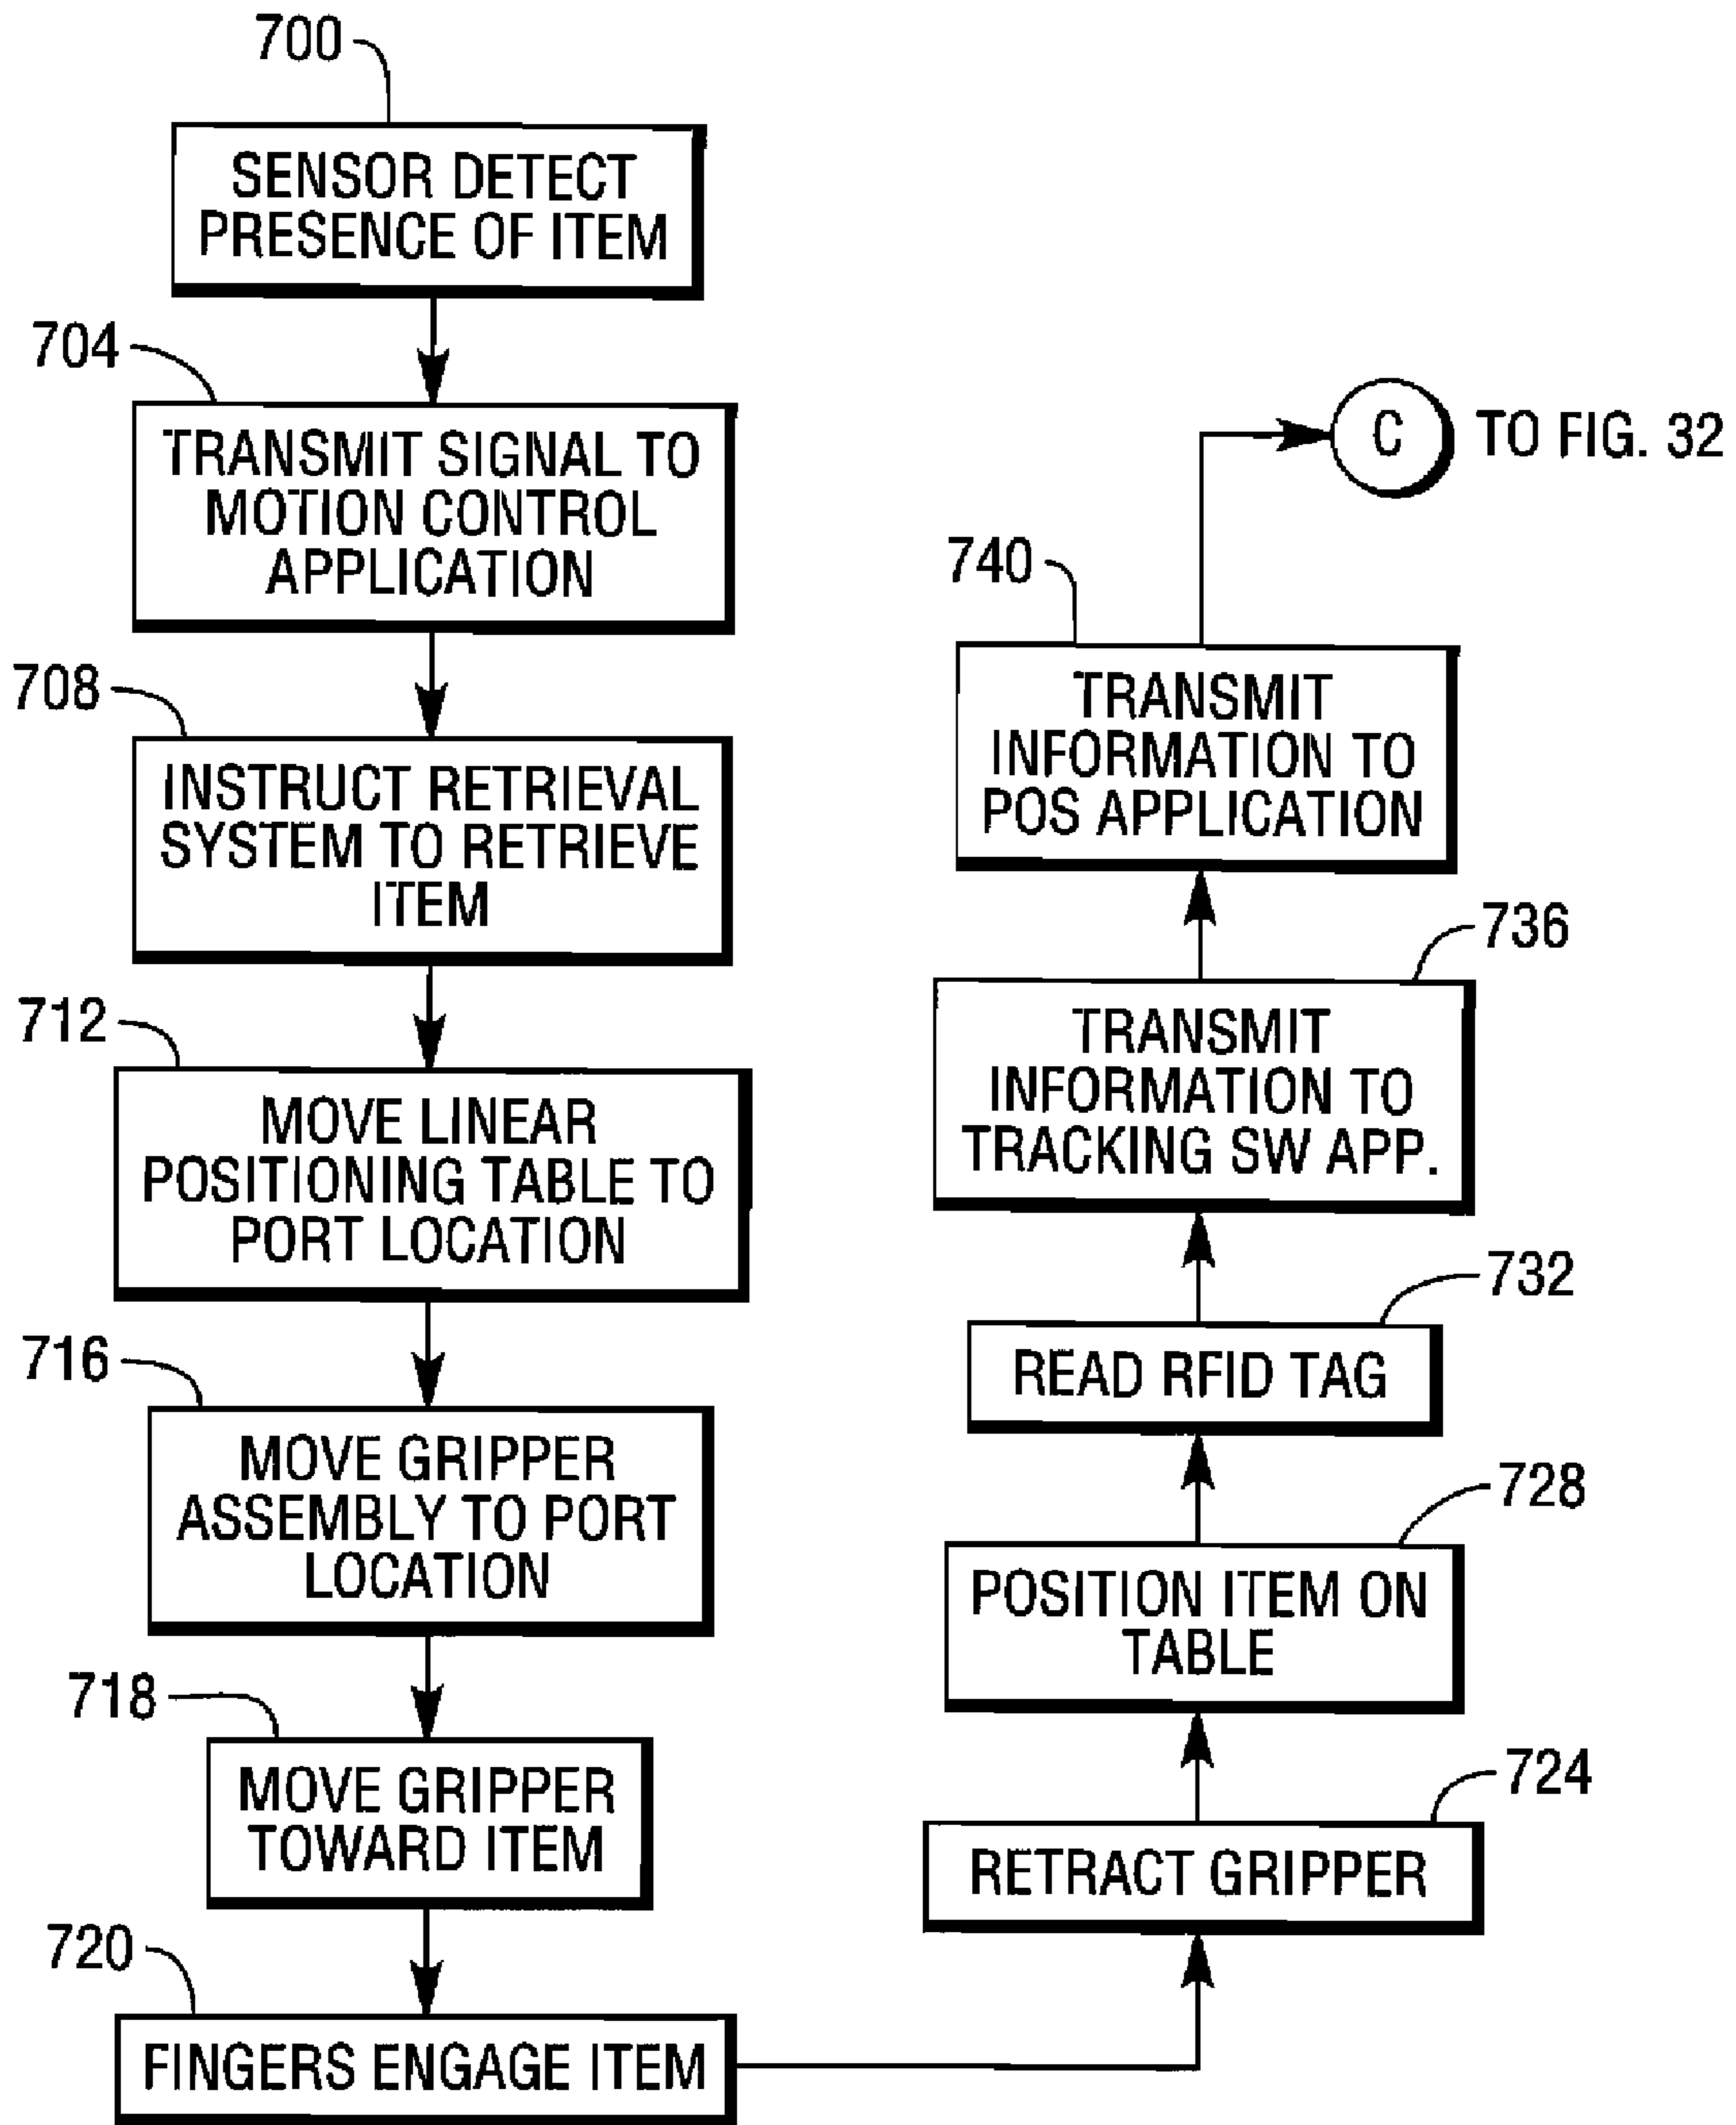 700
SENSOR DETECT
PRESENCE OF ITEM
704
TRANSMIT SIGNAL TO
MOTION CONTROL
APPLICATION
708
INSTRUCT RETRIEVAL
SYSTEM TO RETRIEVE
ITEM
712
MOVE LINEAR
POSITIONING TABLE TO
PORT LOCATION
716
MOVE GRIPPER
ASSEMBLY TO PORT
LOCATION
718
MOVE GRIPPER
TOWARD ITEM
720
FINGERS ENGAGE ITEM
724
RETRACT GRIPPER
728
POSITION ITEM ON
TABLE
732
READ RFID TAG
736
TRANSMIT
INFORMATION TO
TRACKING SW APP.
740
TRANSMIT
INFORMATION TO
POS APPLICATION
C TO FIG. 32